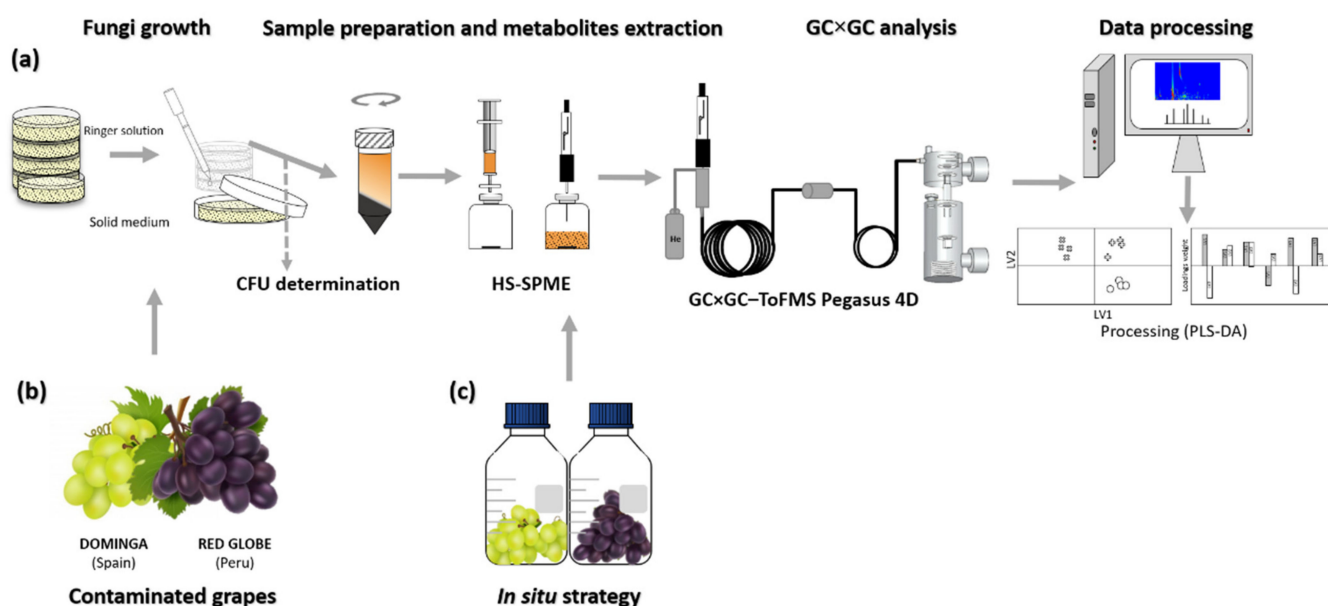 Fungi growth
Sample preparation and metabolites extraction
GC×GC analysis
Data processing
(a)
Ringer solution
Solid medium
CFU determination
HS-SPME
He
GC×GC–ToFMS Pegasus 4D
LV2
LV1
Loadings weight
Processing (PLS-DA)
(b)
DOMINGA
(Spain)
RED GLOBE
(Peru)
Contaminated grapes
(c)
In situ strategy